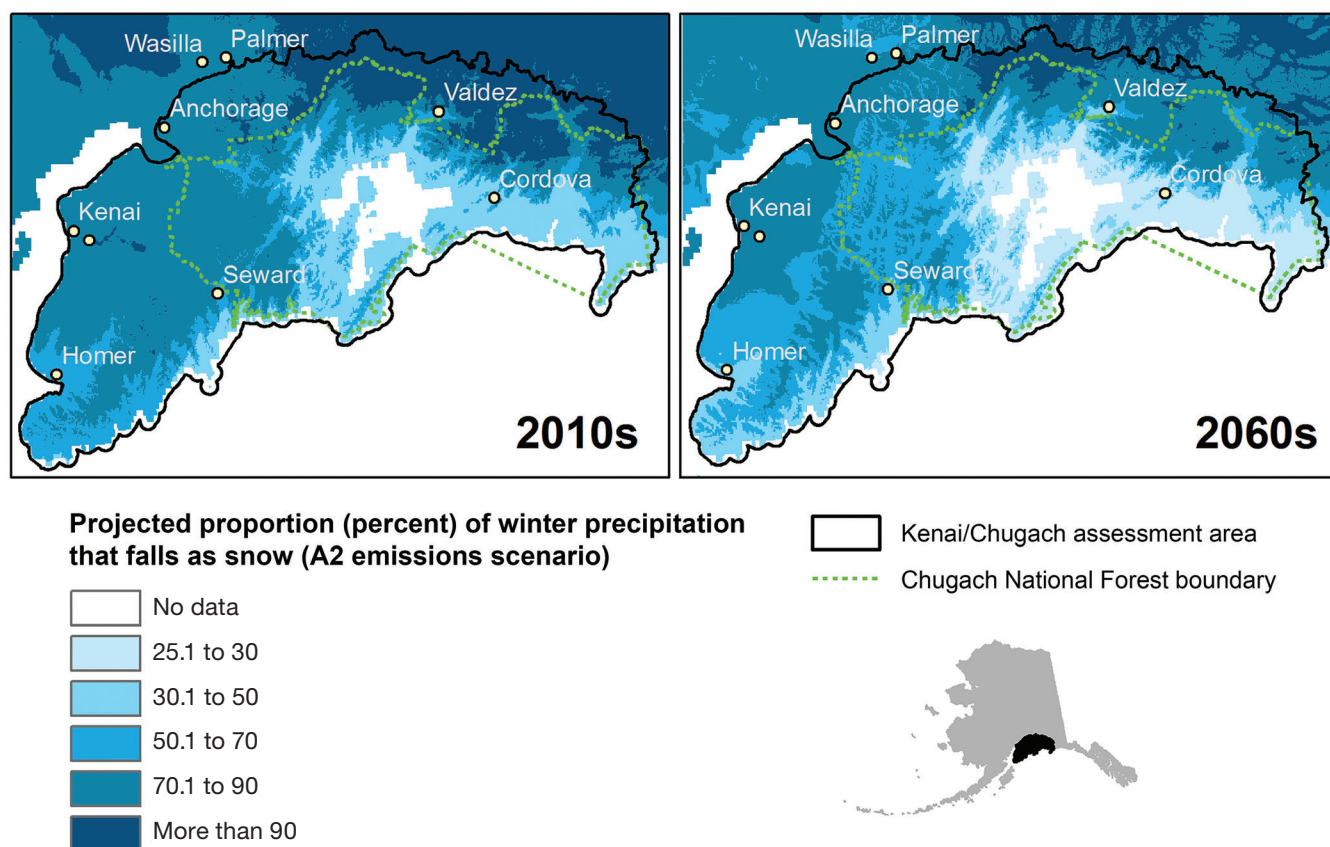 Wasilla
Palmer
Anchorage
Valdez
Kenai
Cordova
Seward
Homer
2010s
Wasilla
Palmer
Anchorage
Valdez
Kenai
Cordova
Seward
Homer
2060s
Projected proportion (percent) of winter precipitation
that falls as snow (A2 emissions scenario)
No data
25.1 to 30
30.1 to 50
50.1 to 70
70.1 to 90
More than 90
Kenai/Chugach assessment area
Chugach National Forest boundary